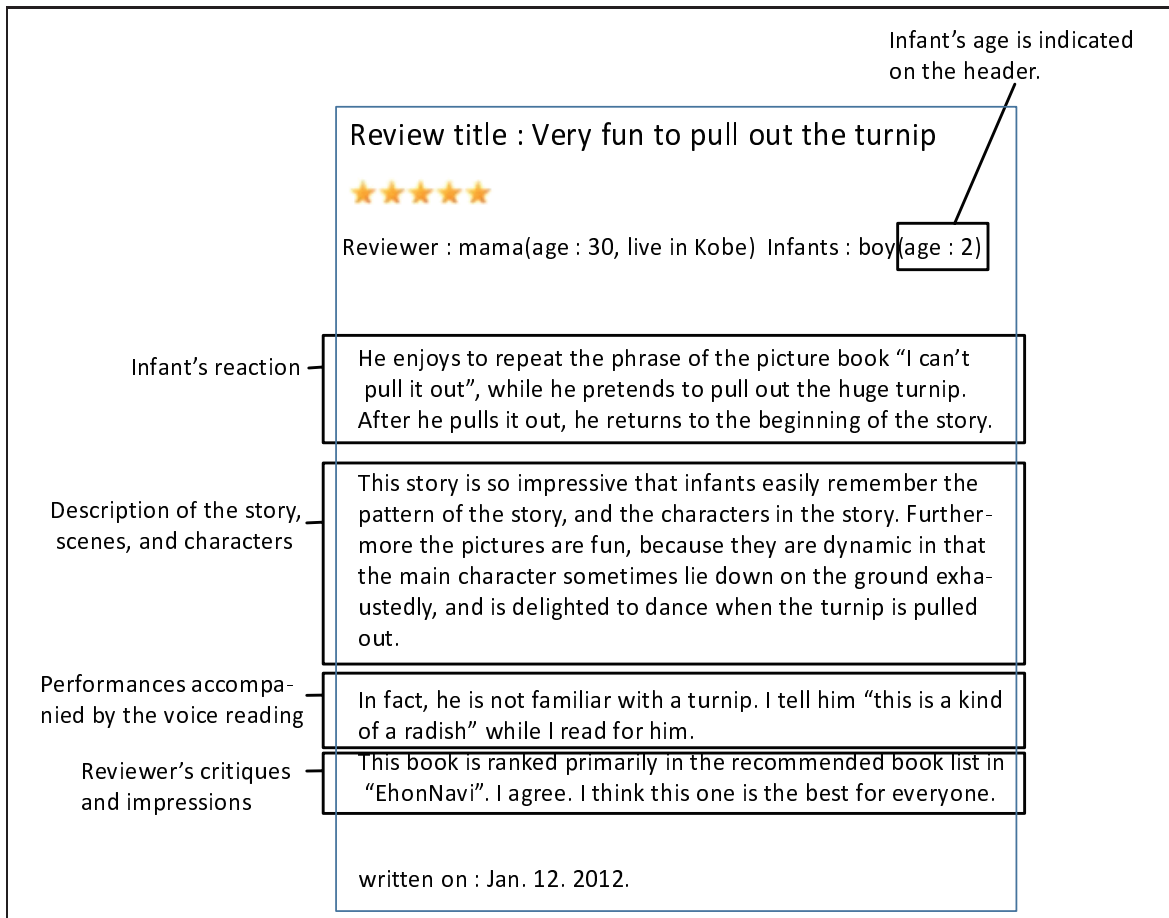 Infant's age is indicated
on the header.
Review title : Very fun to pull out the turnip
Reviewer : mama(age : 30, live in Kobe) Infants : boy(age : 2)
Infant's reaction
He enjoys to repeat the phrase of the picture book “I can't
pull it out”, while he pretends to pull out the huge turnip.
After he pulls it out, he returns to the beginning of the story.
Description of the story,
scenes, and characters
This story is so impressive that infants easily remember the
pattern of the story, and the characters in the story. Further-
more the pictures are fun, because they are dynamic in that
the main character sometimes lie down on the ground exha-
ustedly, and is delighted to dance when the turnip is pulled
out.
Performances accompa-
nied by the voice reading
In fact, he is not familiar with a turnip. I tell him “this is a kind
of a radish” while I read for him.
Reviewer's critiques
and impressions
This book is ranked primarily in the recommended book list in
“EhonNavi”. I agree. I think this one is the best for everyone.
written on : Jan. 12. 2012.